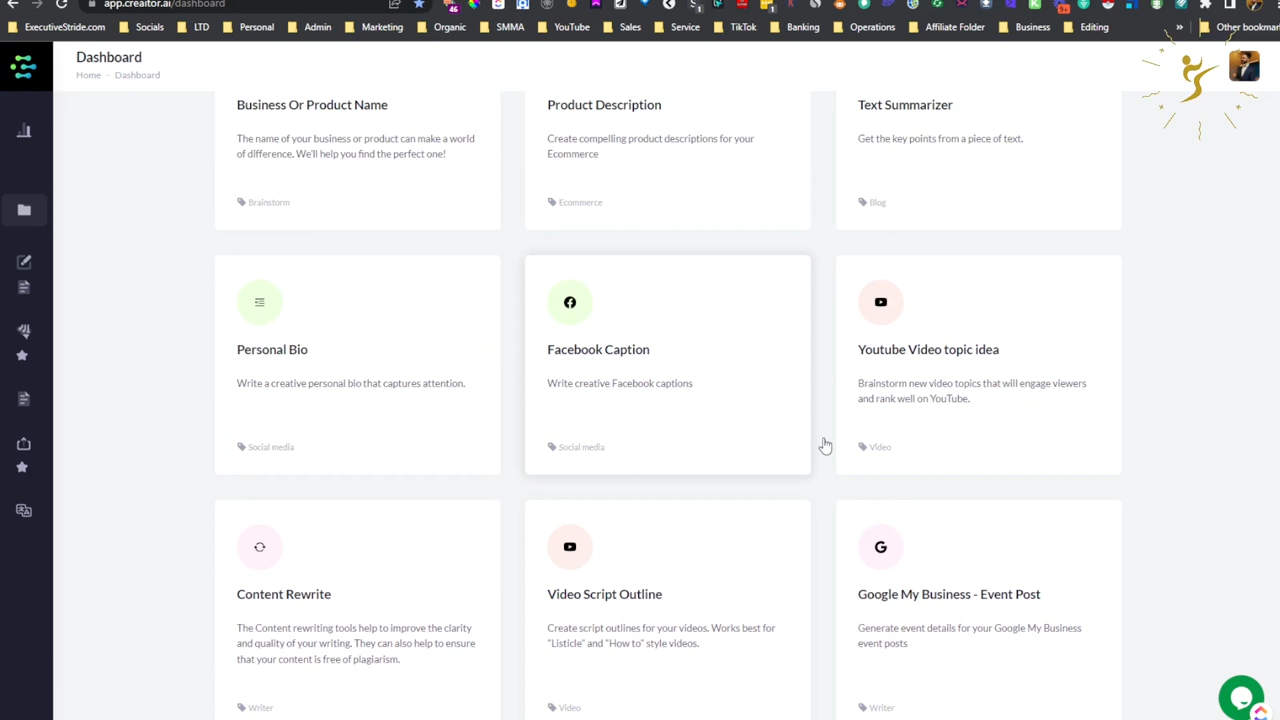 app.creaitor.ai/dashboard
ExecutiveStride.com
Socials
LTD
Personal
Admin
Marketing
Organic
SMMA
YouTube
Sales
Service
TikTok
Banking
Operations
Affiliate Folder
Business
Editing
»
Other bookmarks
Dashboard
Home - Dashboard
Business Or Product Name
The name of your business or product can make a world
of difference. We'll help you find the perfect one!
Brainstorm
Product Description
Create compelling product descriptions for your
Ecommerce
Ecommerce
Text Summarizer
Get the key points from a piece of text.
Blog
Personal Bio
Write a creative personal bio that captures attention.
Social media
Facebook Caption
Write creative Facebook captions
Social media
Youtube Video topic idea
Brainstorm new video topics that will engage viewers
and rank well on YouTube.
Video
Content Rewrite
The Content rewriting tools help to improve the clarity
and quality of your writing. They can also help to ensure
that your content is free of plagiarism.
Writer
Video Script Outline
Create script outlines for your videos. Works best for
"Listicle" and "How to" style videos.
Video
Google My Business - Event Post
Generate event details for your Google My Business
event posts
Writer